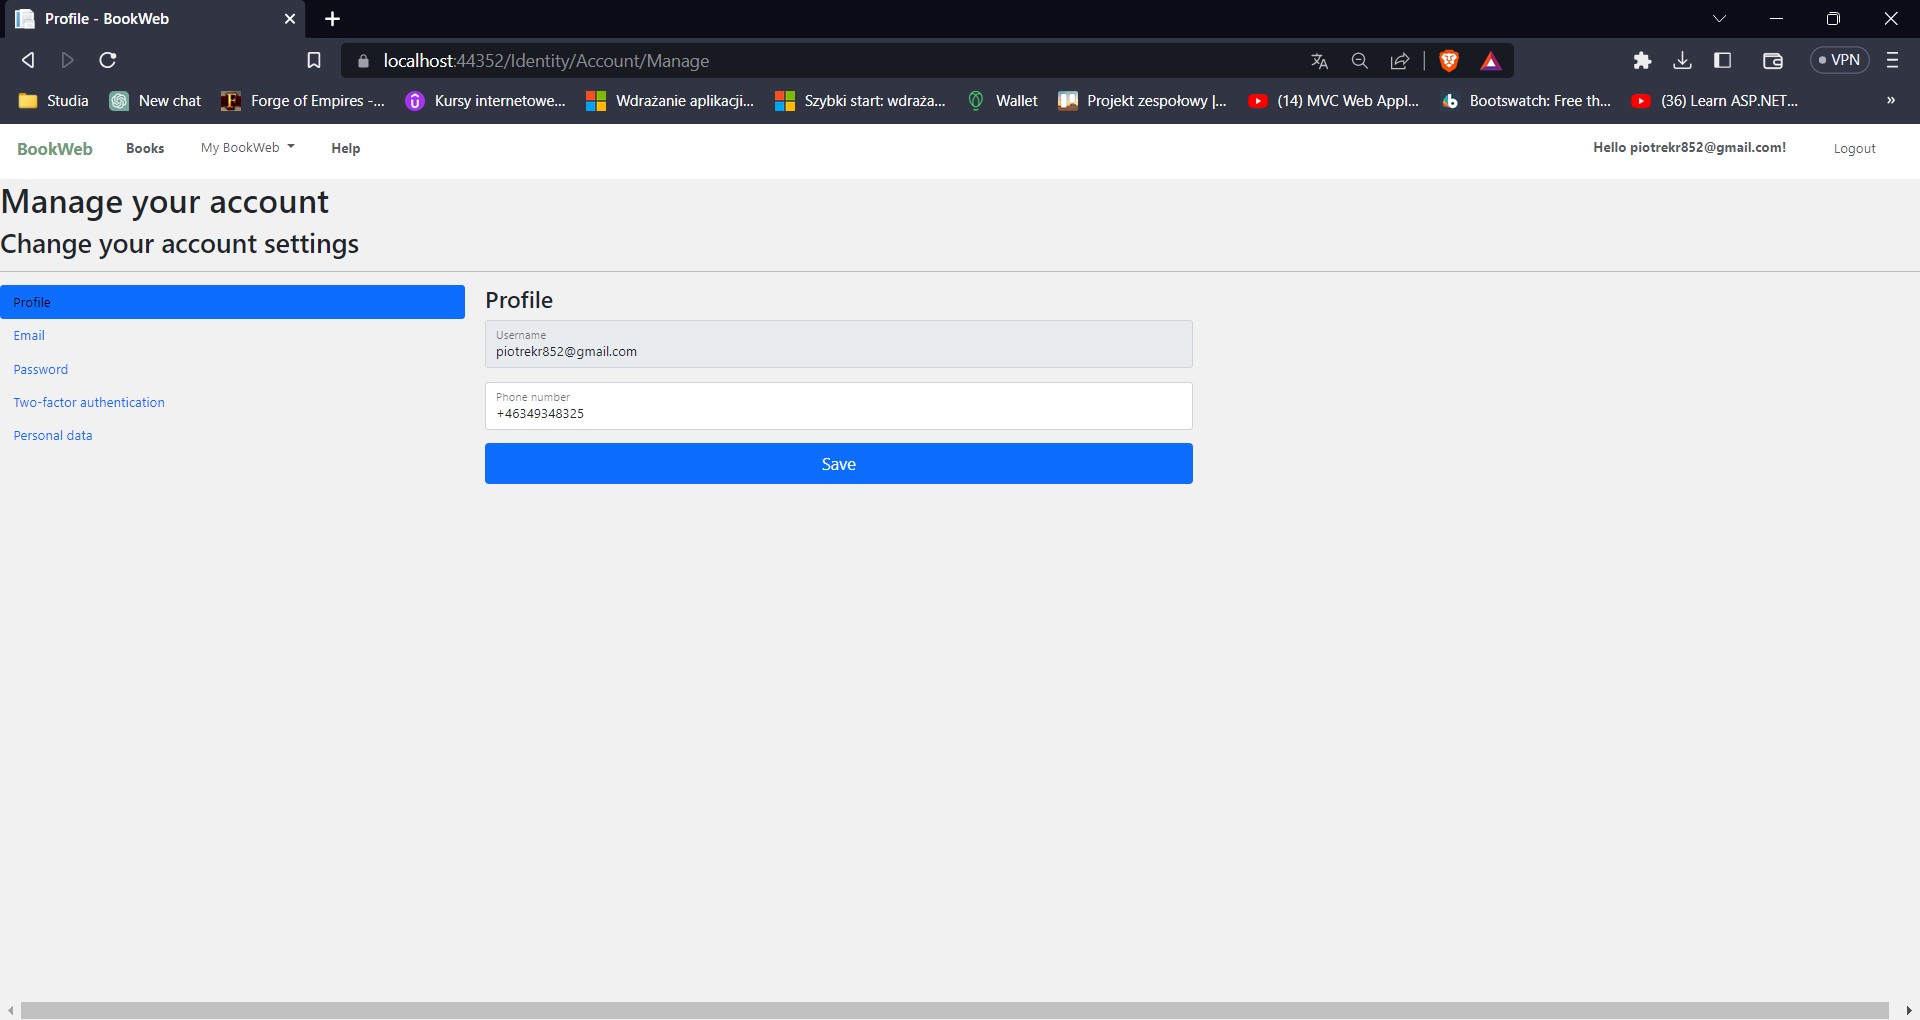 Profile - BookWeb
localhost:44352/Identity/Account/Manage
VPN
Studia
New chat
Forge of Empires -...
Kursy internetowe...
Wdrażanie aplikacji...
Szybki start: wdraża...
Wallet
Projekt zespołowy |...
(14) MVC Web Appl...
Bootswatch: Free th...
(36) Learn ASP.NET...
»
BookWeb
Books
My BookWeb
Help
Hello piotrekr852@gmail.com!
Logout
Manage your account
Change your account settings
Profile
Email
Password
Two-factor authentication
Personal data
Profile
Username
piotrekr852@gmail.com
Phone number
+46349348325
Save